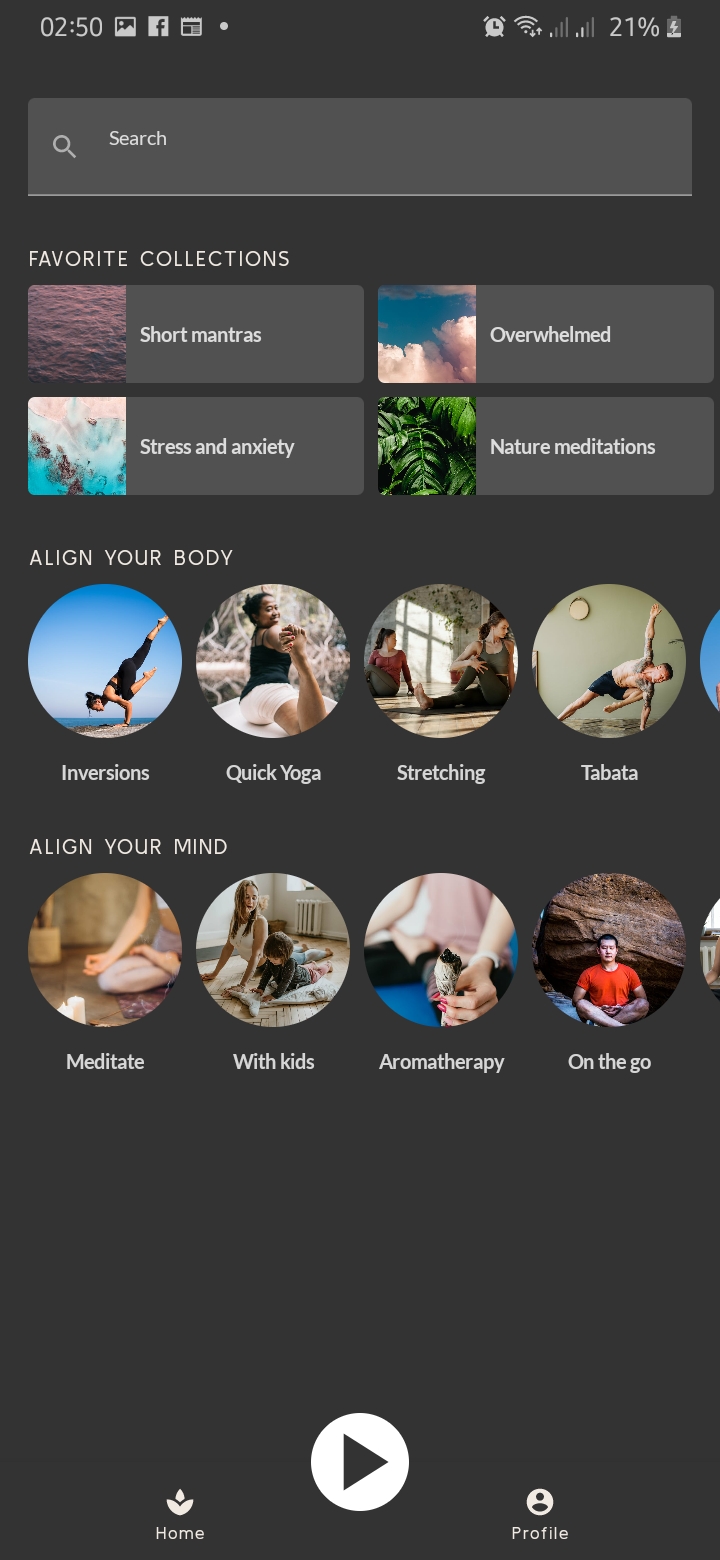 02:50
21%
Search
FAVORITE COLLECTIONS
Short mantras
Overwhelmed
Stress and anxiety
Nature meditations
ALIGN YOUR BODY
Inversions
Quick Yoga
Stretching
Tabata
ALIGN YOUR MIND
Meditate
With kids
Aromatherapy
On the go
Home
Profile